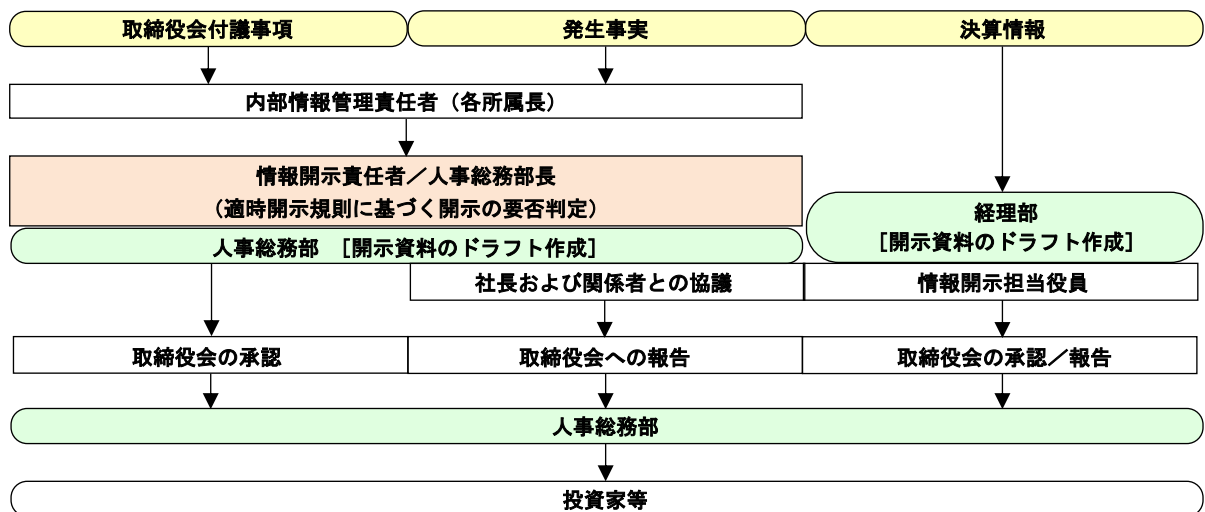 取締役会付議事項
発生事実
決算情報
内部情報管理責任者（各所属長）
情報開示責任者／人事総務部長
（適時開示規則に基づく開示の要否判定）
経理部
［開示資料のドラフト作成］
人事総務部　［開示資料のドラフト作成］
社長および関係者との協議
情報開示担当役員
取締役会の承認
取締役会への報告
取締役会の承認／報告
人事総務部
投資家等